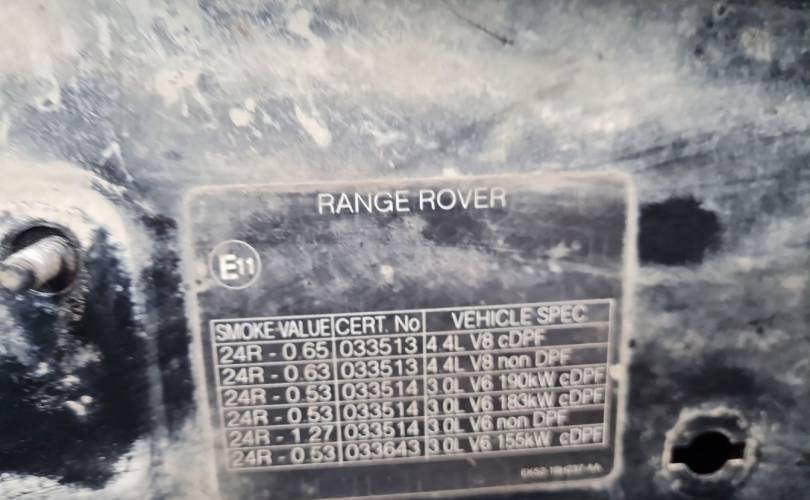 RANGE ROVER
E11
SMOKE VALUE CERT. No VEHICLE SPEC
24R - 0.65 033513 4.4L V8 cDPF
24R - 0.63 033513 4.4L V8 non DPF
24R - 0.53 033514 3.0L V6 190kW cDPF
24R - 0.53 033514 3.0L V6 183kW cDPF
24R - 1.27 033514 3.0L V6 non DPF
24R - 0.53 033643 3.0L V6 155kW cDPF